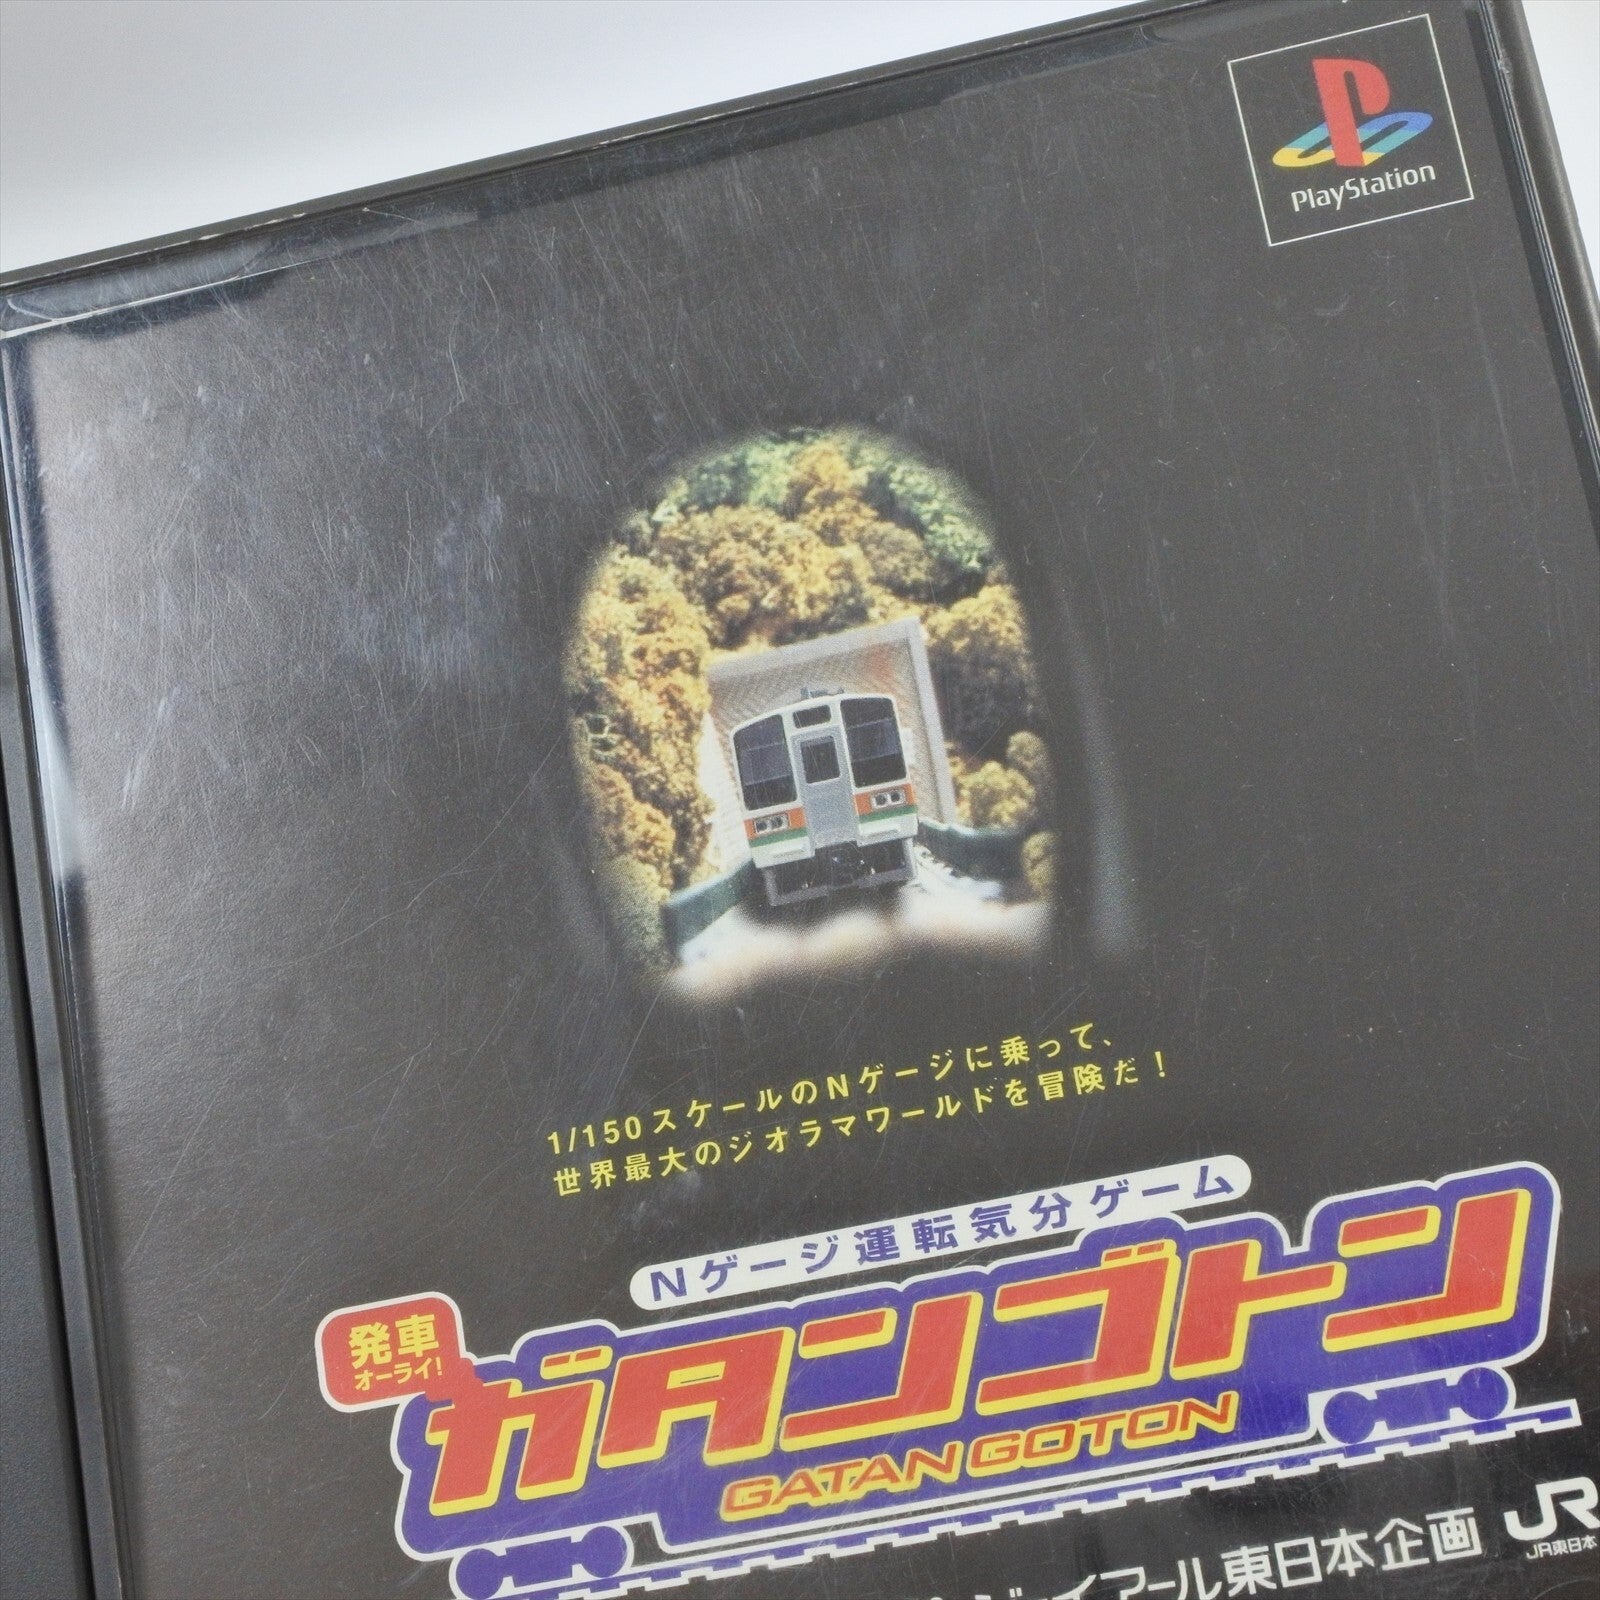 PlayStation
1/150スケールのNゲージに乗って、
世界最大のジオラマワールドを冒険だ！
Nゲージ運転気分ゲーム
発車
オーライ!
ガタンゴトン
GATAN GOTON
ジェイアール東日本企画
JR
JR東日本